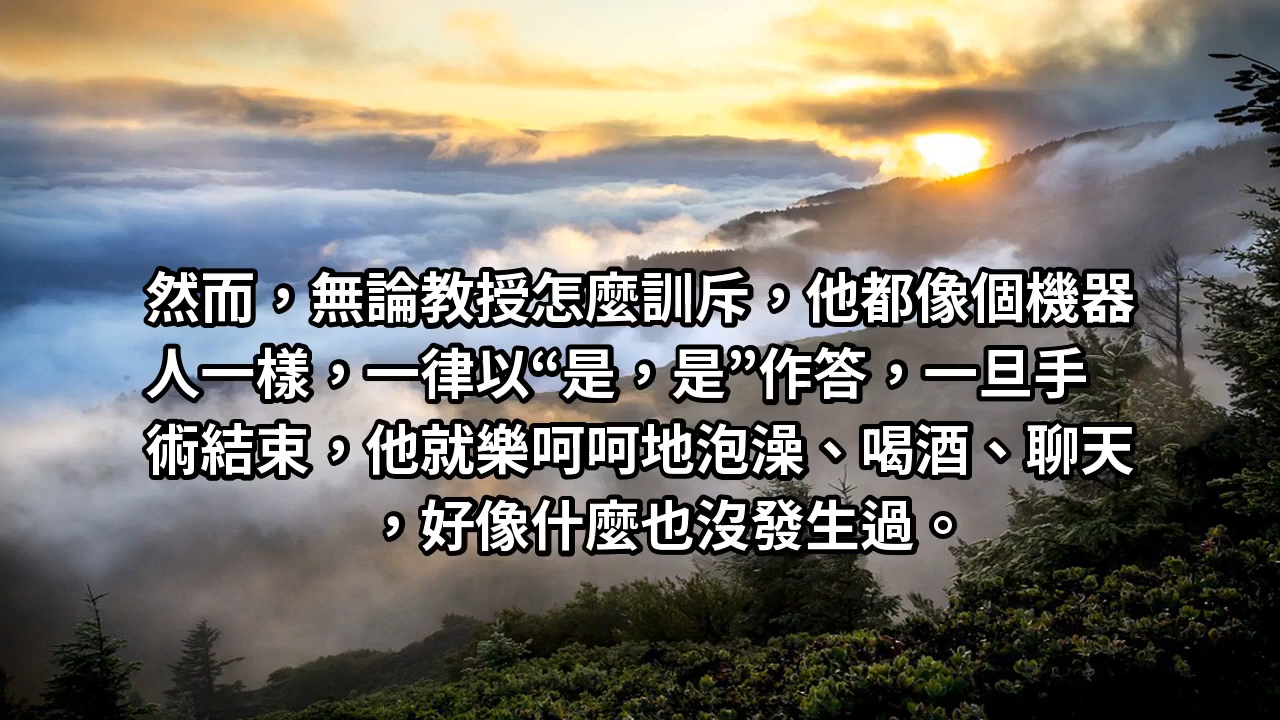 然而，無論教授怎麼訓斥，他都像個機器
人一樣，一律以“是，是”作答，一旦手
術結束，他就樂呵呵地泡澡、喝酒、聊天
，好像什麼也沒發生過。